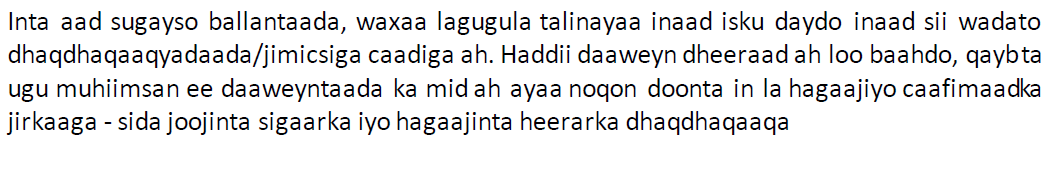 Inta aad sugayso ballantaada, waxaa lagugula talinayaa inaad isku daydo inaad sii wadato
dhaqdhaqaaqyadaada/jimicsiga caadiga ah. Haddii daaweyn dheeraad ah loo baahdo, qaybta
ugu muhiimsan ee daaweyntaada ka mid ah ayaa noqon doonta in la hagaajiyo caafimaadka
jirkaaga - sida joojinta sigaarka iyo hagaajinta heerarka dhaqdhaqaaqa